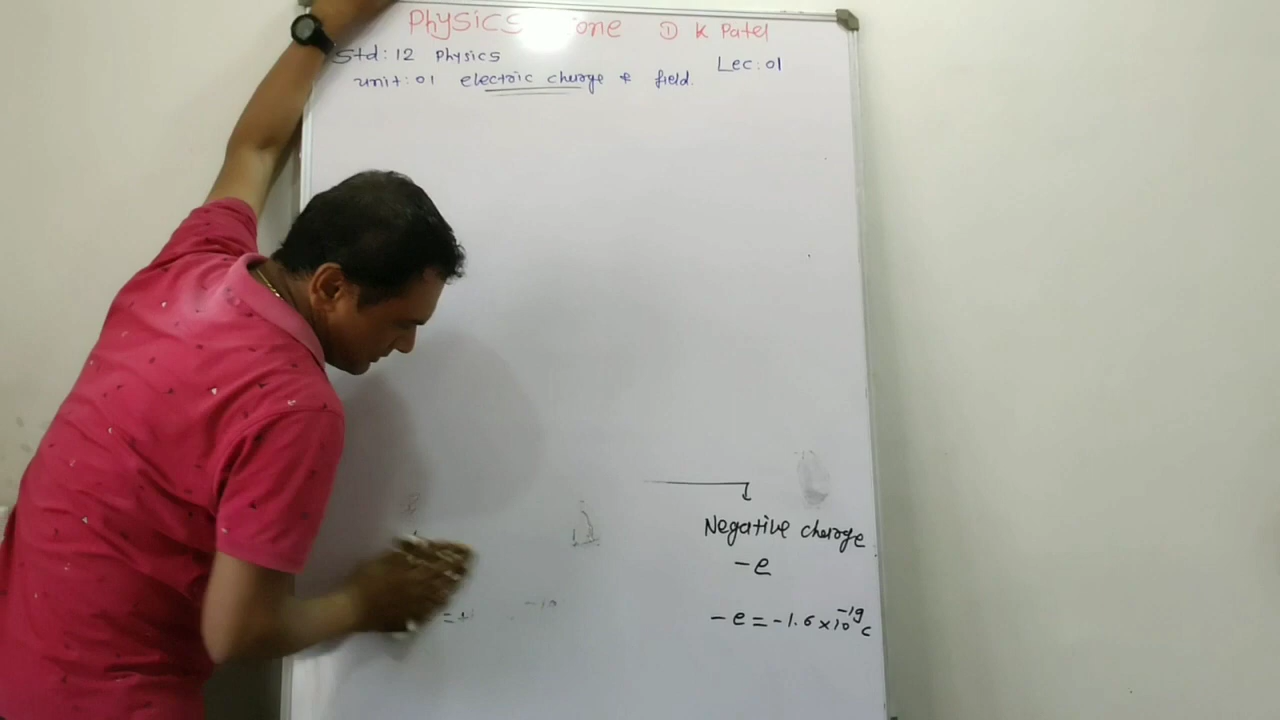 Physics one D K Patel
Std: 12 Physics
Lec: 01
unit: 01 electric charge & field.
Negative charge
-e
-e = -1.6 × 10⁻¹⁹ c